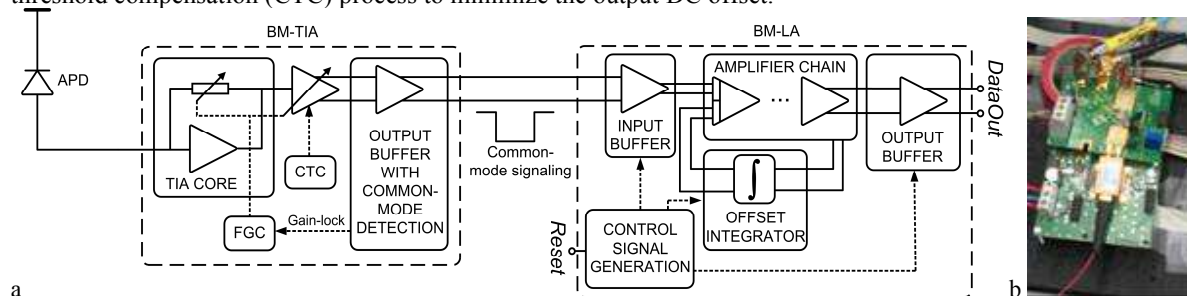 threshold compensation (CTC) process to minimize the output DC offset.
BM-TIA
BM-LA
APD
TIA CORE
CTC
FGC
Gain-lock
OUTPUT
BUFFER
WITH
COMMON-
MODE
DETECTION
Common-
mode signaling
INPUT
BUFFER
AMPLIFIER CHAIN
...
∫
OFFSET
INTEGRATOR
OUTPUT
BUFFER
DataOut
Reset
CONTROL
SIGNAL
GENERATION
a
b